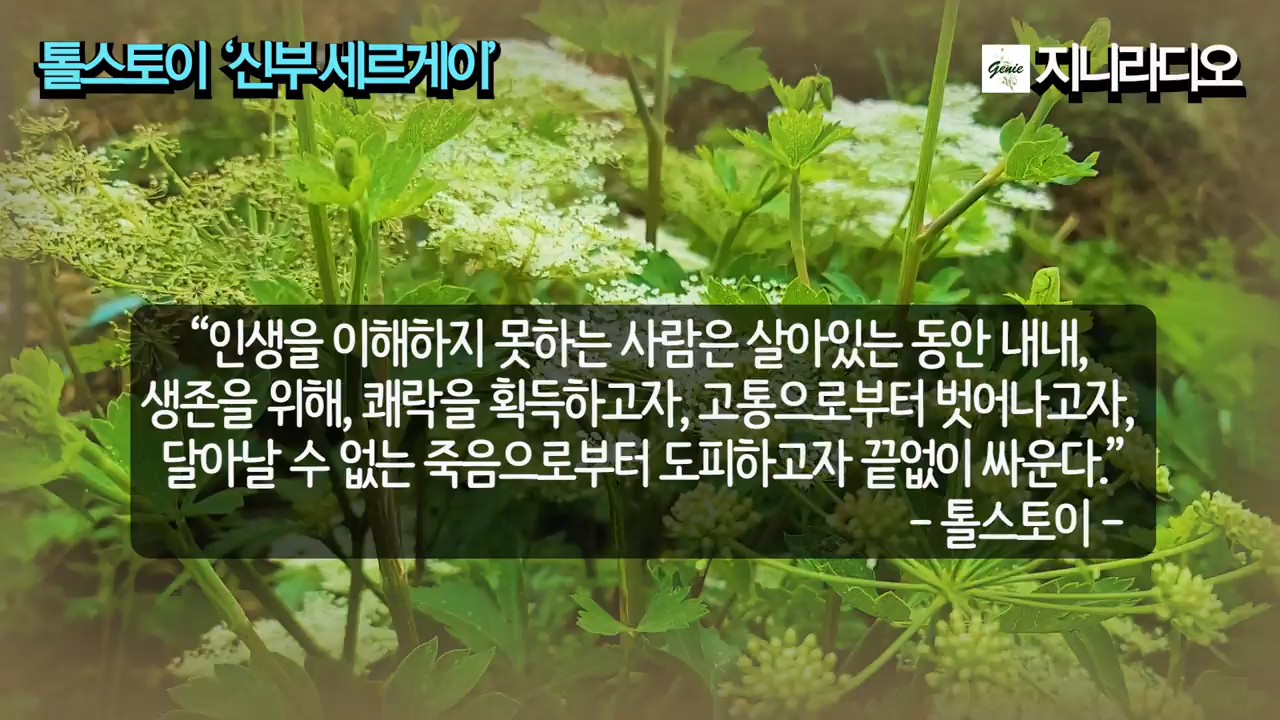 톨스토이 ‘신부 세르게이’
Genie 지니라디오
“인생을 이해하지 못하는 사람은 살아있는 동안 내내,
생존을 위해, 쾌락을 획득하고자, 고통으로부터 벗어나고자,
달아날 수 없는 죽음으로부터 도피하고자 끝없이 싸운다.”
– 톨스토이 –